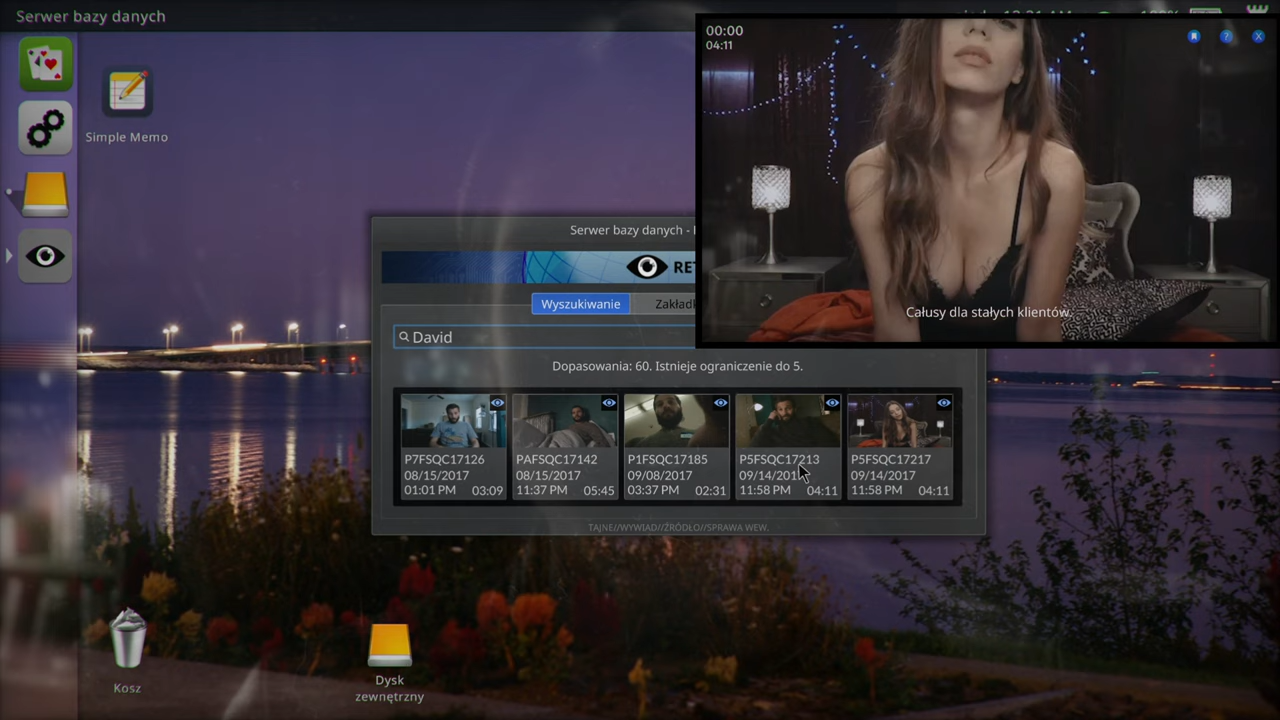 Serwer bazy danych
00:00
04:11
?
X
Simple Memo
Całusy dla stałych klientów.
Serwer bazy danych -
RET
Wyszukiwanie
Zakładk
David
Dopasowania: 60. Istnieje ograniczenie do 5.
P7FSQC17126
08/15/2017
01:01 PM 03:09
PAFSQC17142
08/15/2017
11:37 PM 05:45
P1FSQC17185
09/08/2017
03:37 PM 02:31
P5FSQC17213
09/14/2017
11:58 PM 04:11
P5FSQC17217
09/14/2017
11:58 PM 04:11
TAJNE//WYWIAD//ŹRÓDŁO//SPRAWA WEW.
Kosz
Dysk
zewnętrzny